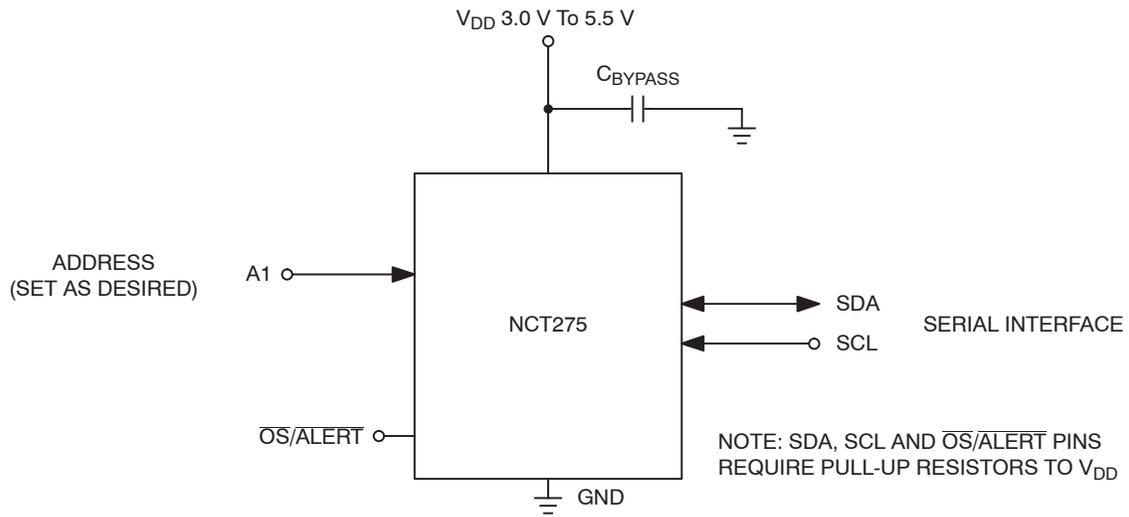 VDD 3.0 V To 5.5 V
CBYPASS
ADDRESS
(SET AS DESIRED)
A1
NCT275
SDA
SERIAL INTERFACE
SCL
OS/ALERT
NOTE: SDA, SCL AND OS/ALERT PINS
REQUIRE PULL-UP RESISTORS TO VDD
GND